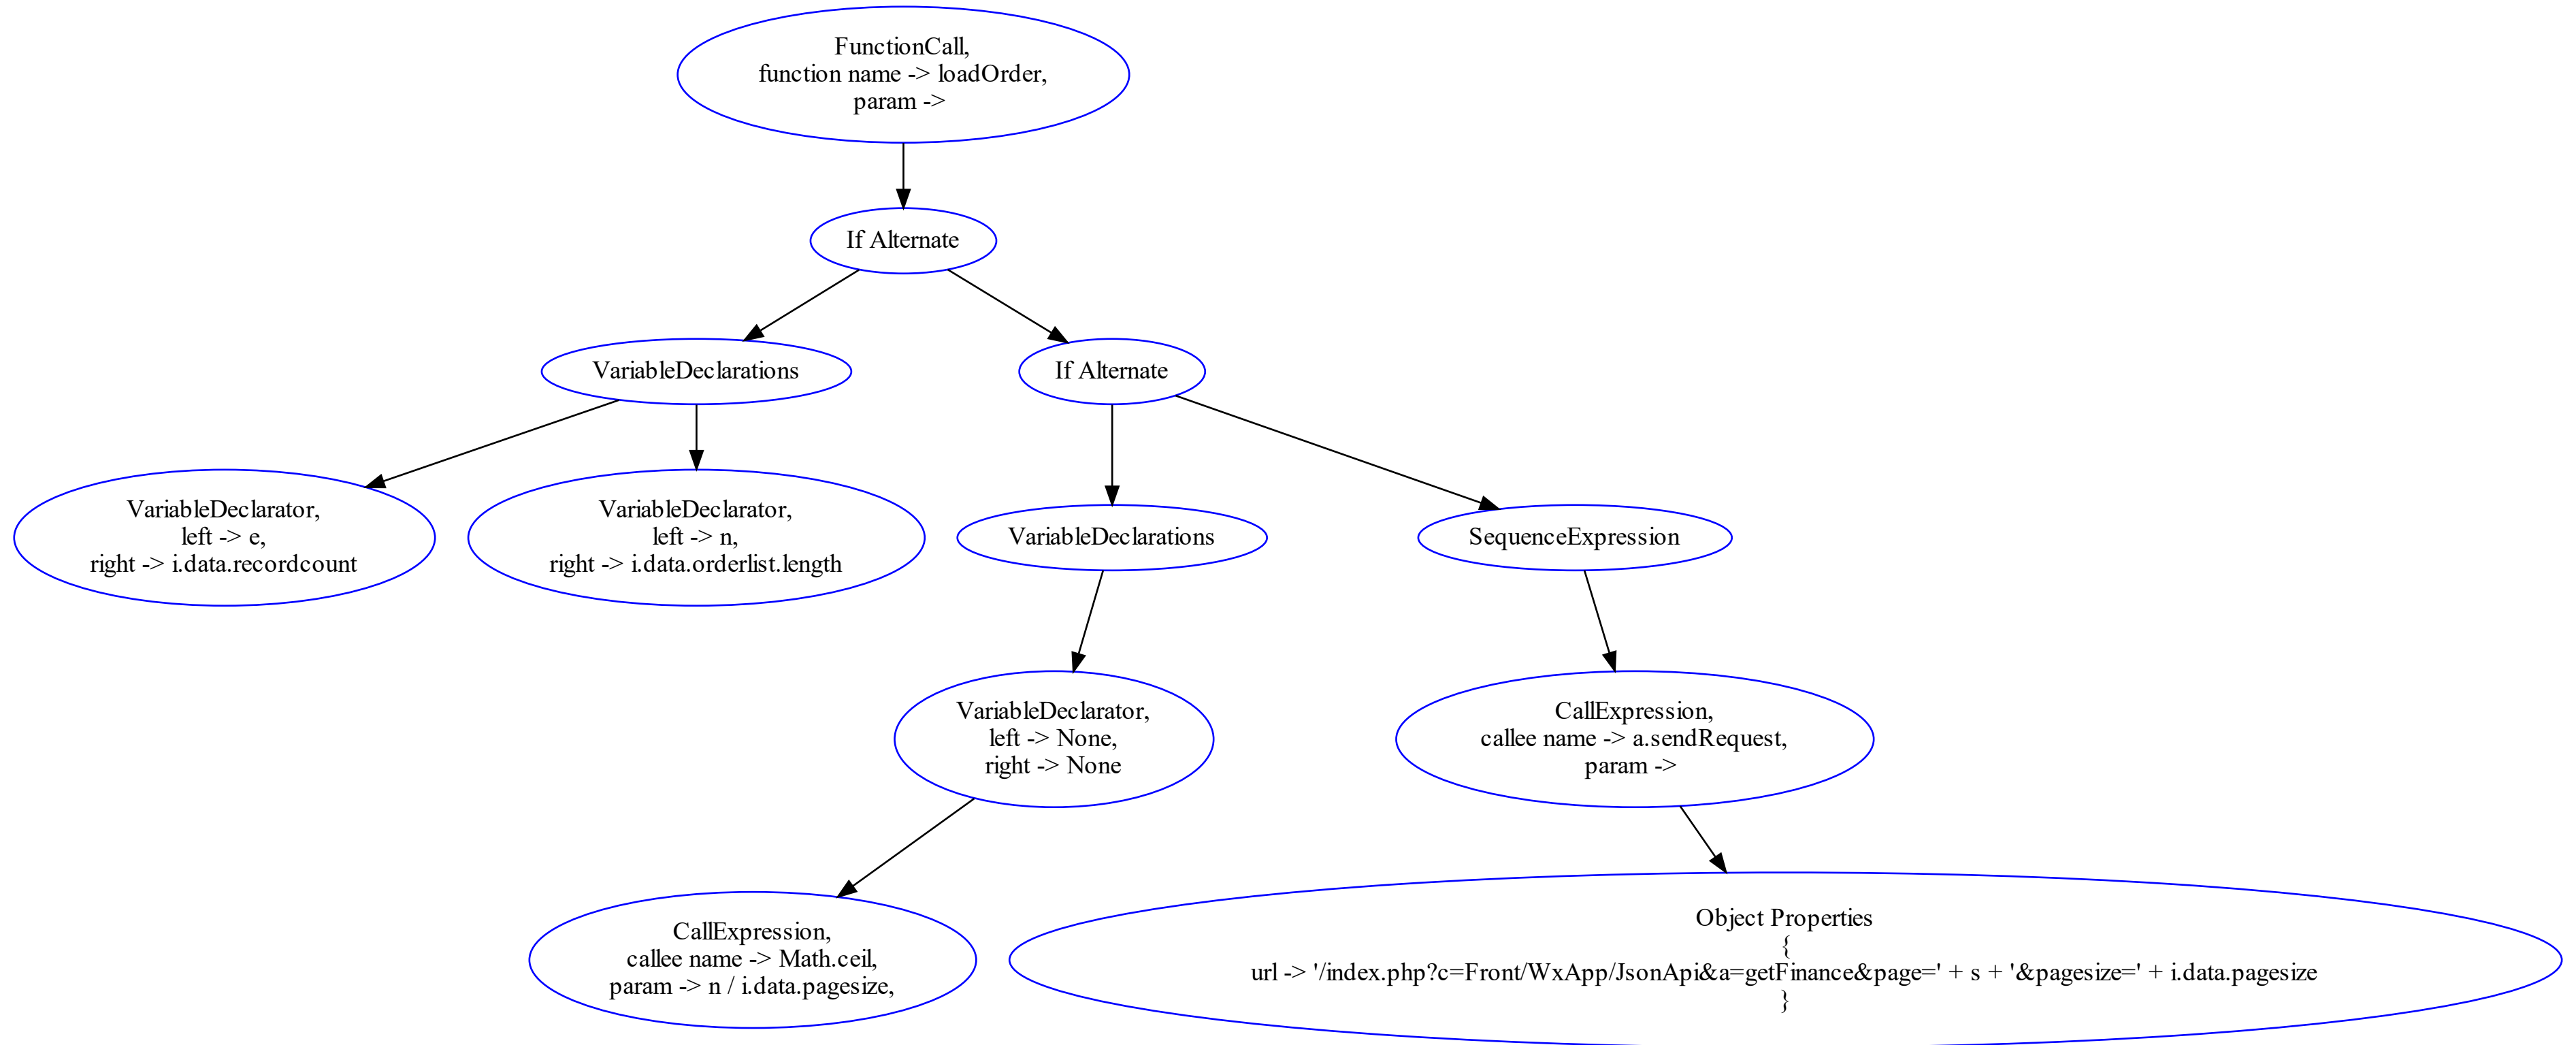 FunctionCall,
function name -> loadOrder,
param ->
If Alternate
VariableDeclarations
If Alternate
VariableDeclarator,
left -> e,
right -> i.data.recordcount
VariableDeclarator,
left -> n,
right -> i.data.orderlist.length
VariableDeclarations
SequenceExpression
VariableDeclarator,
left -> None,
right -> None
CallExpression,
callee name -> a.sendRequest,
param ->
CallExpression,
callee name -> Math.ceil,
param -> n / i.data.pagesize,
Object Properties
{
url -> '/index.php?c=Front/WxApp/JsonApi&a=getFinance&page=' + s + '&pagesize=' + i.data.pagesize
}